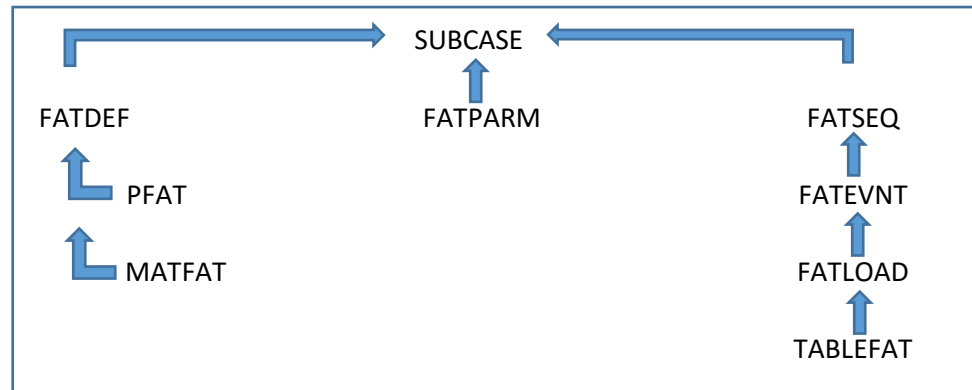 SUBCASE
FATDEF FATPARM FATSEQ
PFAT FATEVNT
MATFAT FATLOAD
TABLEFAT